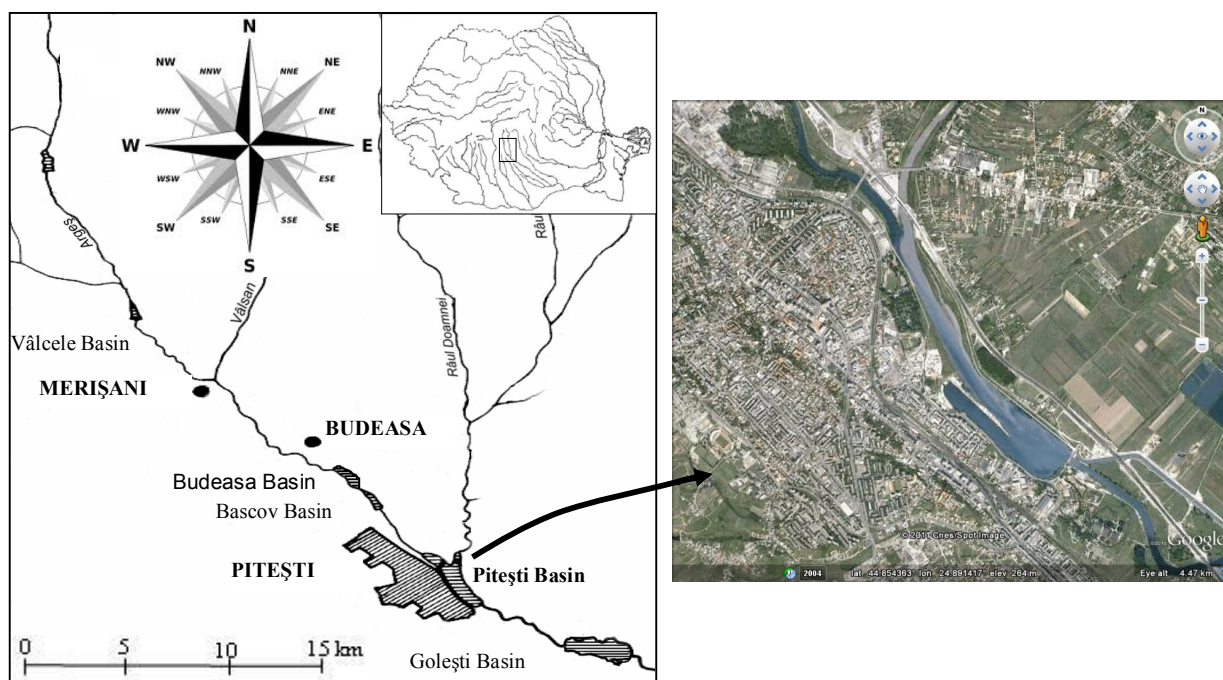 N
NNW
NNE
NW
NE
WNW
ENE
W
E
WSW
ESE
SW
SE
SSW
SSE
S
Râu
Argeş
Vâlsan
Râul Doamnei
Vâlcele Basin
MERIŞANI
BUDEASA
Budeasa Basin
Bascov Basin
PITEŞTI
Piteşti Basin
Goleşti Basin
0 5 10 15 km
N
© 2011 Cnes/Spot Image
Google
2004 lat 44.854363° lon 24.891417° elev 264 m Eye alt 4.47 km